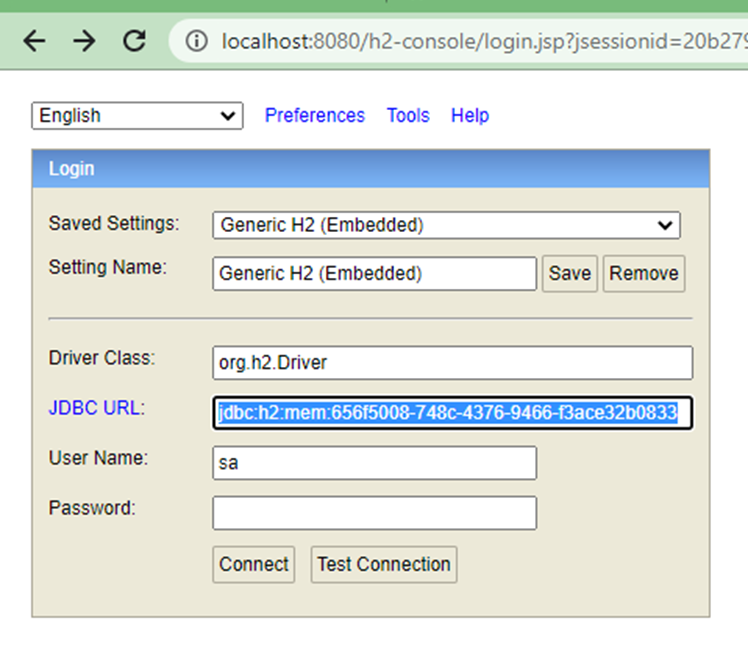 localhost:8080/h2-console/login.jsp?jsessionid=20b279
English Preferences Tools Help
Login
Saved Settings: Generic H2 (Embedded)
Setting Name: Generic H2 (Embedded) Save Remove
Driver Class: org.h2.Driver
JDBC URL: jdbc:h2:mem:656f5008-748c-4376-9466-f3ace32b0833
User Name: sa
Password:
Connect Test Connection